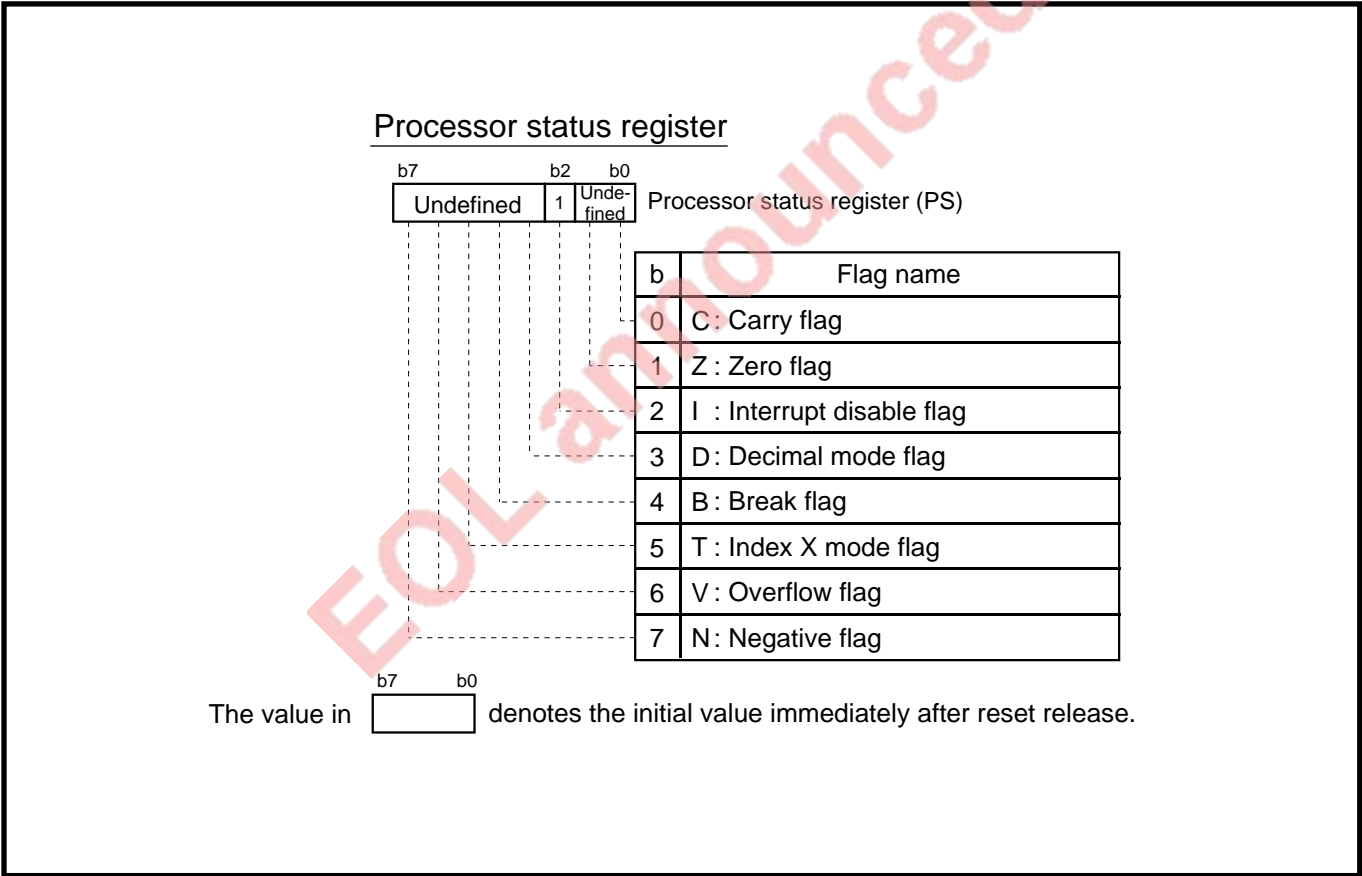 Processor status register
b7 b2 b0
Undefined 1 Unde-
fined Processor status register (PS)
b Flag name
0 C : Carry flag
1 Z : Zero flag
2 I : Interrupt disable flag
3 D : Decimal mode flag
4 B : Break flag
5 T : Index X mode flag
6 V : Overflow flag
7 N : Negative flag
b7 b0
The value in denotes the initial value immediately after reset release.
EOL announced